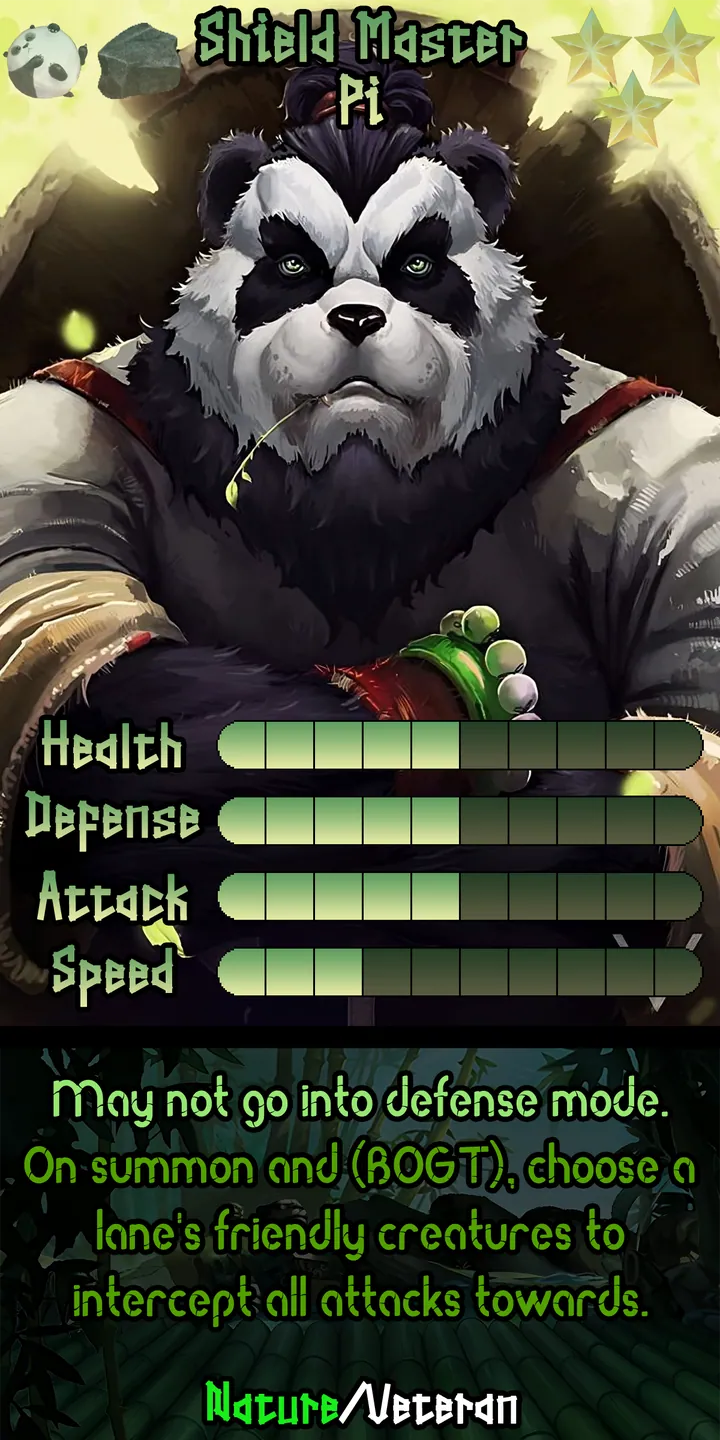 Shield Master
Pi
Health
Defense
Attack
Speed
May not go into defense mode.
On summon and (BOGT), choose a
lane's friendly creatures to
intercept all attacks towards.
Nature/Veteran